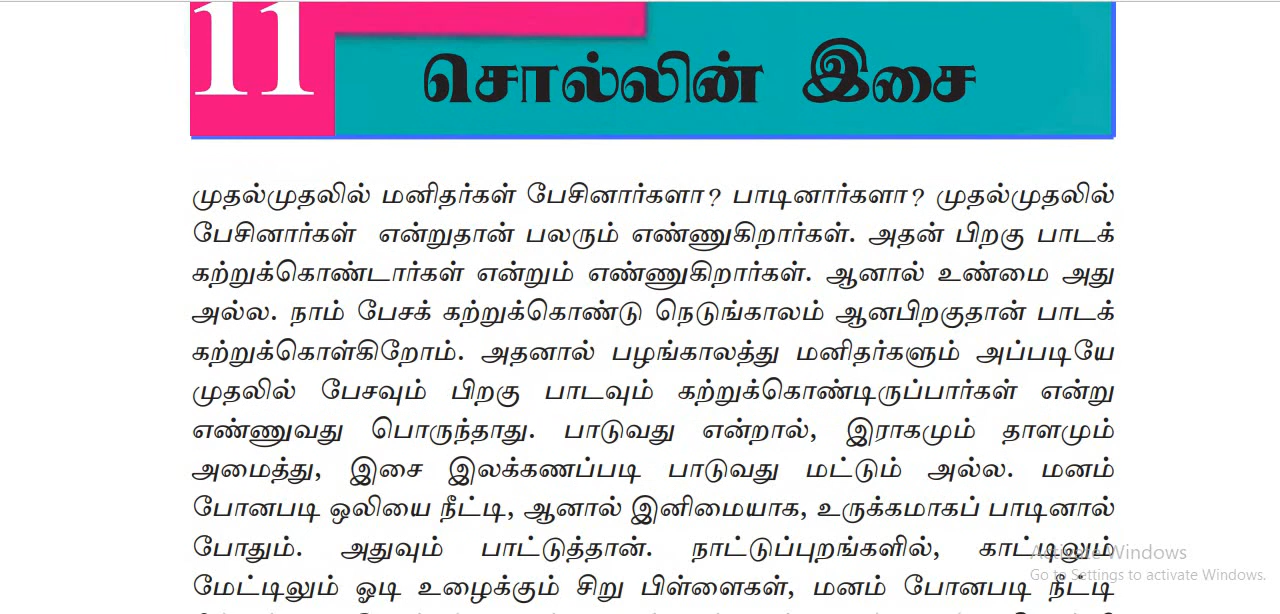 11
சொல்லின் இசை
முதல்முதலில் மனிதர்கள் பேசினார்களா? பாடினார்களா? முதல்முதலில்
பேசினார்கள் என்றுதான் பலரும் எண்ணுகிறார்கள். அதன் பிறகு பாடக்
கற்றுக்கொண்டார்கள் என்றும் எண்ணுகிறார்கள். ஆனால் உண்மை அது
அல்ல. நாம் பேசக் கற்றுக்கொண்டு நெடுங்காலம் ஆனபிறகுதான் பாடக்
கற்றுக்கொள்கிறோம். அதனால் பழங்காலத்து மனிதர்களும் அப்படியே
முதலில் பேசவும் பிறகு பாடவும் கற்றுக்கொண்டிருப்பார்கள் என்று
எண்ணுவது பொருந்தாது. பாடுவது என்றால், இராகமும் தாளமும்
அமைத்து, இசை இலக்கணப்படி பாடுவது மட்டும் அல்ல. மனம்
போனபடி ஒலியை நீட்டி, ஆனால் இனிமையாக, உருக்கமாகப் பாடினால்
போதும். அதுவும் பாட்டுத்தான். நாட்டுப்புறங்களில், காட்டிலும்
மேட்டிலும் ஓடி உழைக்கும் சிறு பிள்ளைகள், மனம் போனபடி நீட்டி
Activate Windows
Go to Settings to activate Windows.